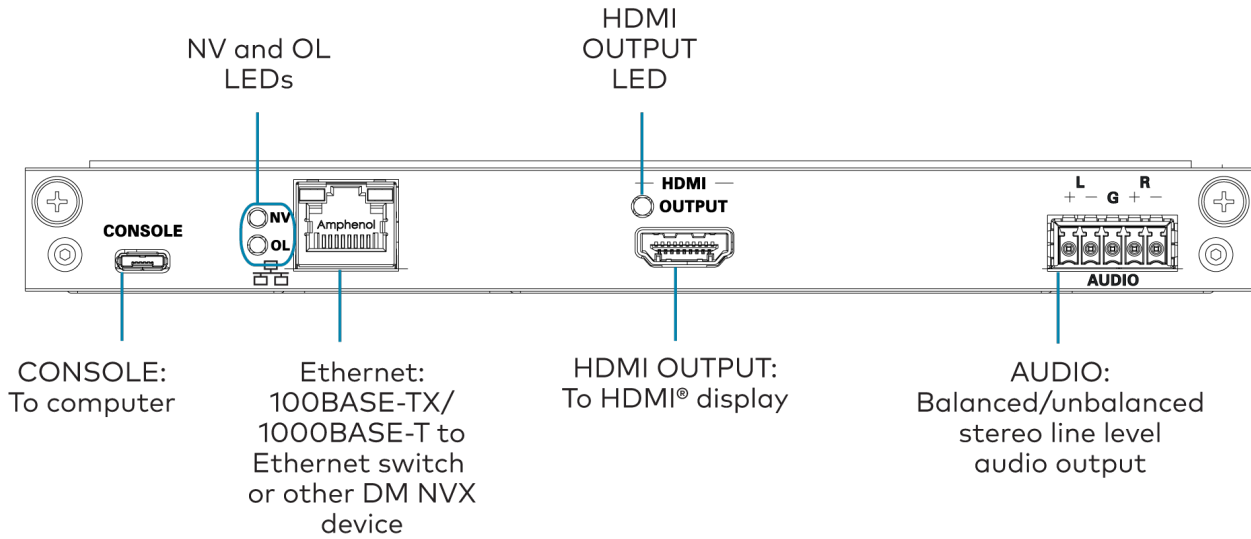 NV and OL
LEDs
HDMI
OUTPUT
LED
CONSOLE
NV
OL
Amphenol
HDMI
OUTPUT
L R
+ − G + −
AUDIO
CONSOLE:
To computer
Ethernet:
100BASE-TX/
1000BASE-T to
Ethernet switch
or other DM NVX
device
HDMI OUTPUT:
To HDMI® display
AUDIO:
Balanced/unbalanced
stereo line level
audio output